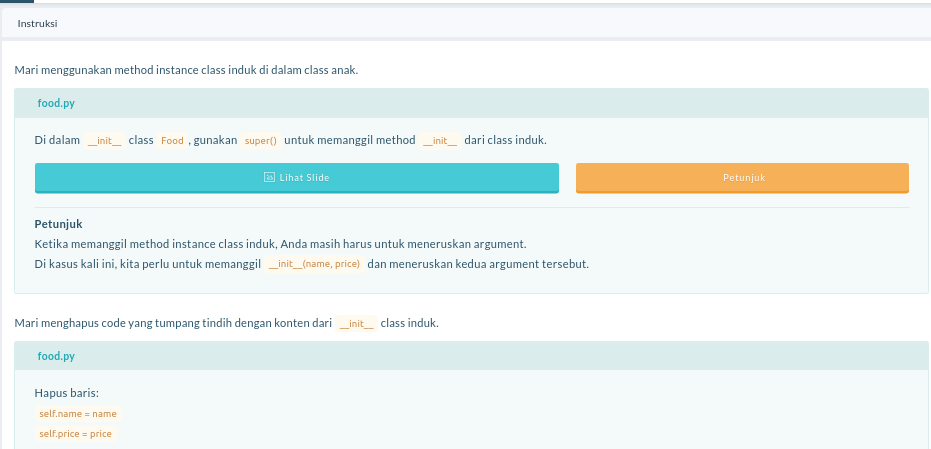 Instruksi
Mari menggunakan method instance class induk di dalam class anak.
food.py
Di dalam __init__ class Food , gunakan super() untuk memanggil method __init__ dari class induk.
Lihat Slide
Petunjuk
Petunjuk
Ketika memanggil method instance class induk, Anda masih harus untuk meneruskan argument.
Di kasus kali ini, kita perlu untuk memanggil __init__(name, price) dan meneruskan kedua argument tersebut.
Mari menghapus code yang tumpang tindih dengan konten dari __init__ class induk.
food.py
Hapus baris:
self.name = name
self.price = price